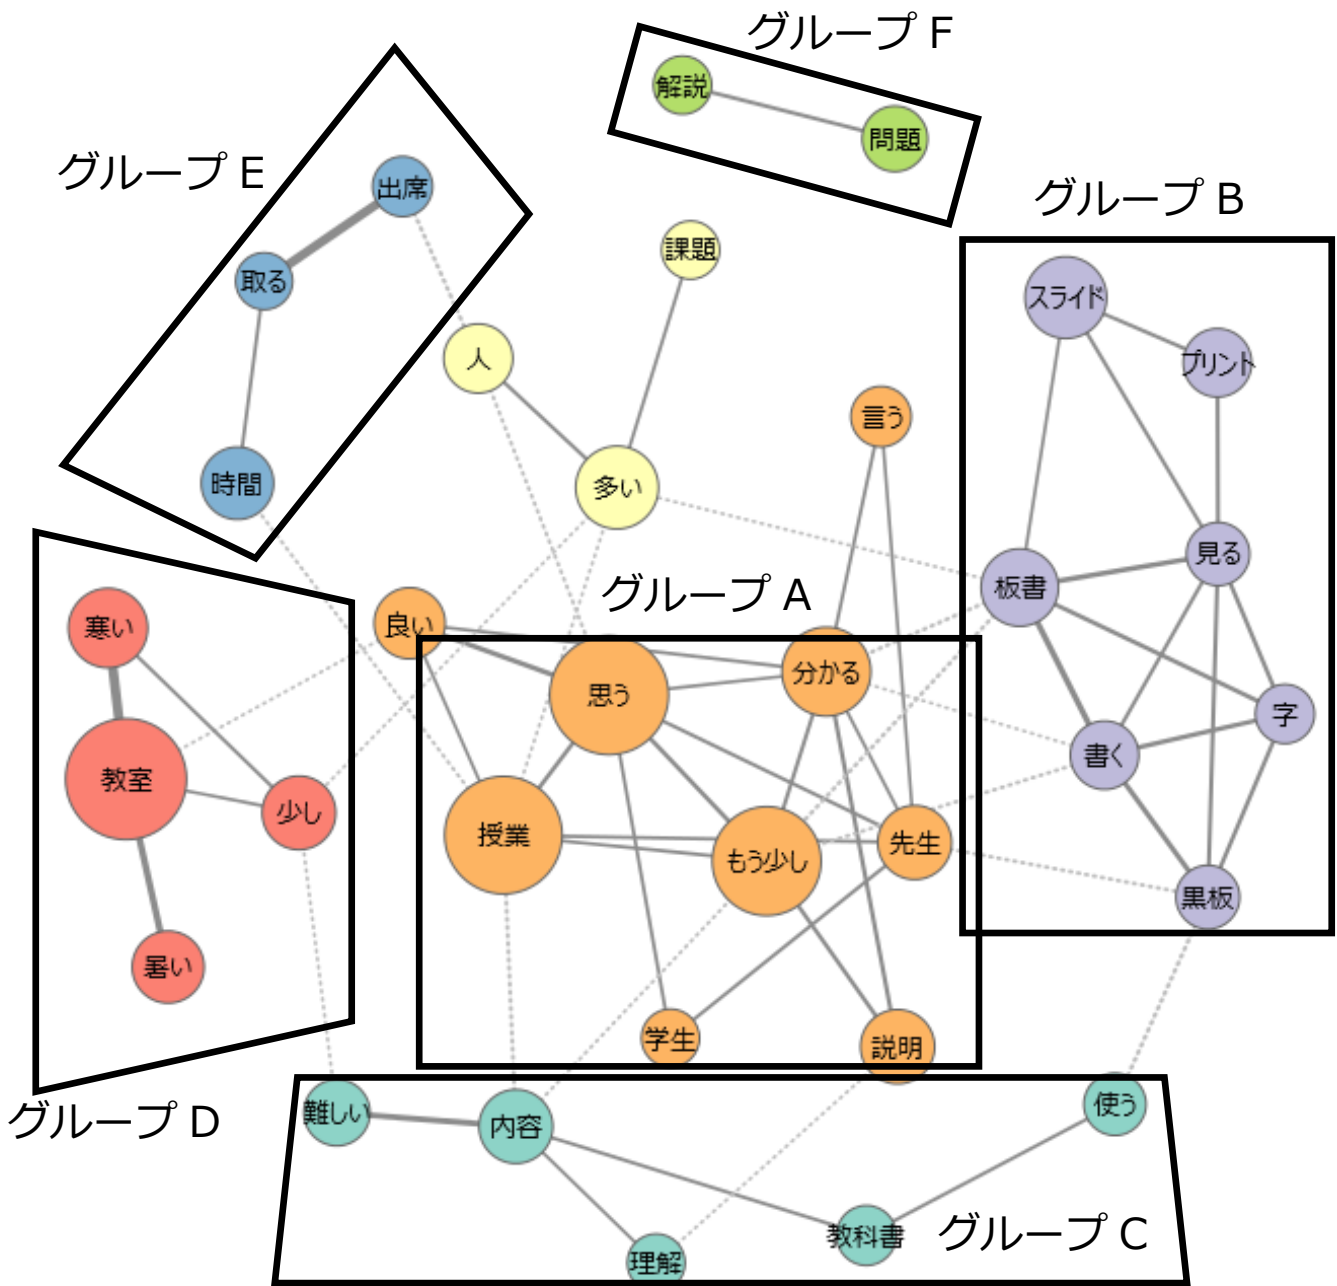 グループ F
解説
問題
グループ E
出席
グループ B
課題
取る
スライド
人
プリント
言う
時間
多い
見る
板書
グループ A
寒い
良い
分かる
思う
字
書く
教室
少し
授業
もう少し
先生
黒板
暑い
学生
説明
グループ D
難しい
内容
使う
教科書
グループ C
理解